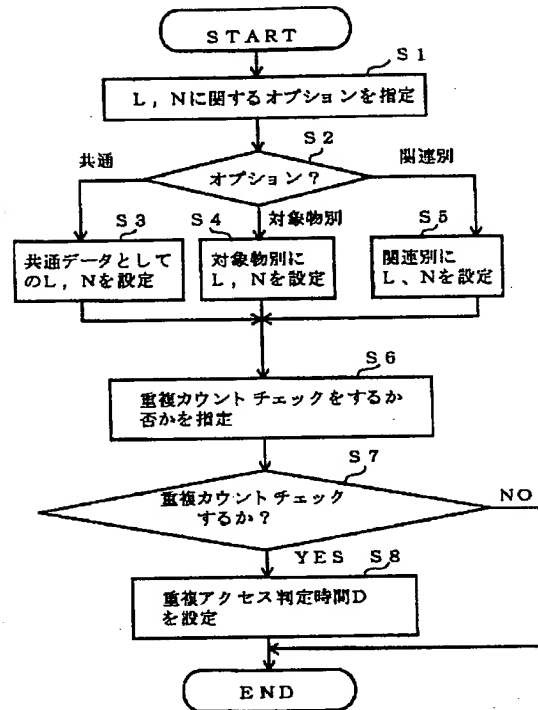 START
S1
L,Nに関するオプションを指定
S2
共通
関連別
オプション?
対象物別
S3
S4
S5
共通データとして
のL,Nを設定
対象物別に
L,Nを設定
関連別に
L、Nを設定
S6
重複カウントチェックをするか
否かを指定
S7
重複カウントチェック
するか?
NO
YES
S8
重複アクセス判定時間D
を設定
END